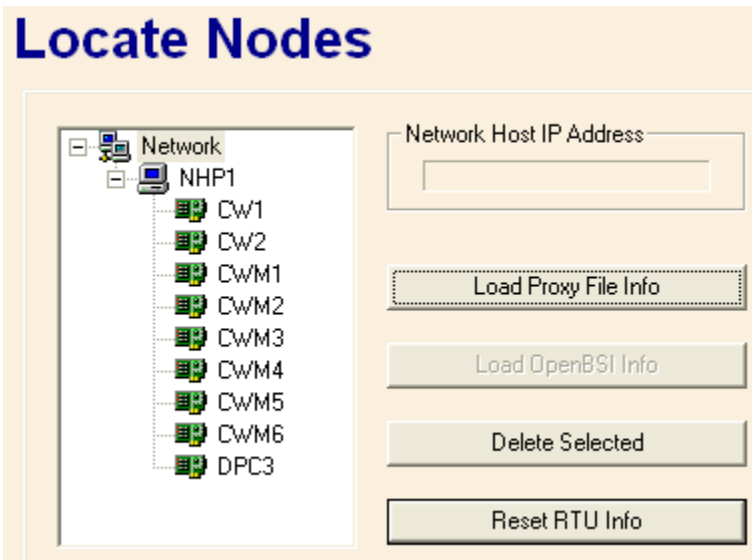 Locate Nodes
Network
NHP1
CW1
CW2
CWM1
CWM2
CWM3
CWM4
CWM5
CWM6
DPC3
Network Host IP Address
Load Proxy File Info
Load OpenBSI Info
Delete Selected
Reset RTU Info